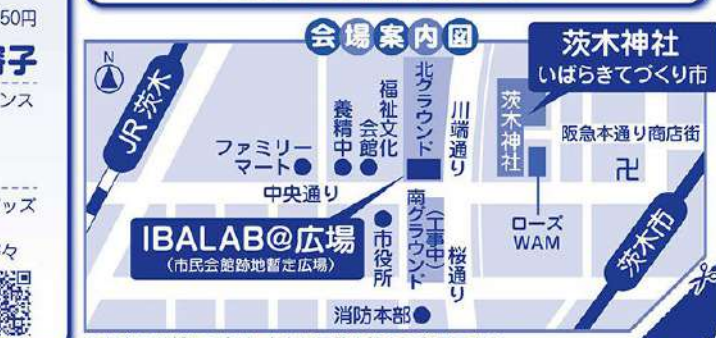 50円
ンス
ッズ
会場案内図
N
JR茨木
ファミリー
マート
養精中
福祉文化
会館
北グラウンド
川端通り
茨木神社
いばらきてづくり市
茨木神社
阪急本通り商店街
卍
中央通り
IBALAB@広場
(市民会館跡地暫定広場)
市役所
南グラウンド
(工事中)
桜通り
ローズ
WAM
茨木市
消防本部